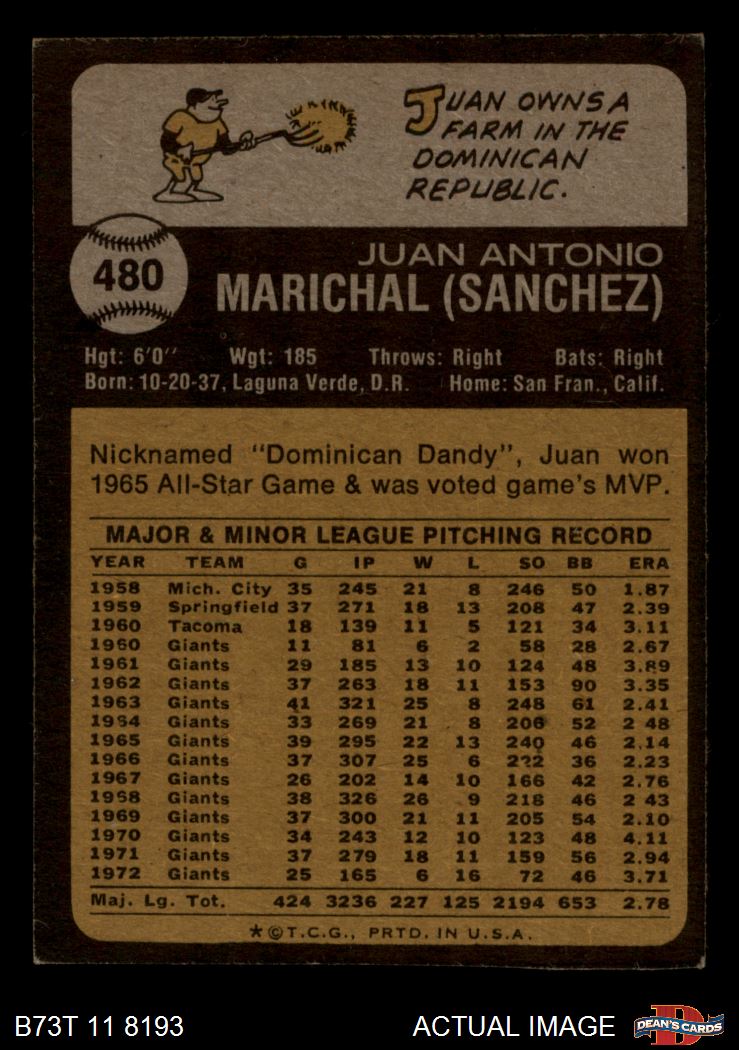 JUAN OWNS A
FARM IN THE
DOMINICAN
REPUBLIC.
480
JUAN ANTONIO
MARICHAL (SANCHEZ)
Hgt: 6'0" Wgt: 185 Throws: Right Bats: Right
Born: 10-20-37, Laguna Verde, D.R. Home: San Fran., Calif.
Nicknamed "Dominican Dandy", Juan won
1965 All-Star Game & was voted game's MVP.
MAJOR & MINOR LEAGUE PITCHING RECORD
YEAR TEAM G IP W L SO BB ERA
1958 Mich. City 35 245 21 8 246 50 1.87
1959 Springfield 37 271 18 13 208 47 2.39
1960 Tacoma 18 139 11 5 121 34 3.11
1960 Giants 11 81 6 2 58 28 2.67
1961 Giants 29 185 13 10 124 48 3.89
1962 Giants 37 263 18 11 153 90 3.35
1963 Giants 41 321 25 8 248 61 2.41
1964 Giants 33 269 21 8 206 52 2 48
1965 Giants 39 295 22 13 240 46 2.14
1966 Giants 37 307 25 6 222 36 2.23
1967 Giants 26 202 14 10 166 42 2.76
1968 Giants 38 326 26 9 218 46 2 43
1969 Giants 37 300 21 11 205 54 2.10
1970 Giants 34 243 12 10 123 48 4.11
1971 Giants 37 279 18 11 159 56 2.94
1972 Giants 25 165 6 16 72 46 3.71
Maj. Lg. Tot. 424 3236 227 125 2194 653 2.78
*©T.C.G., PRTD. IN U.S.A.
B73T 11 8193 ACTUAL IMAGE DEAN'S CARDS